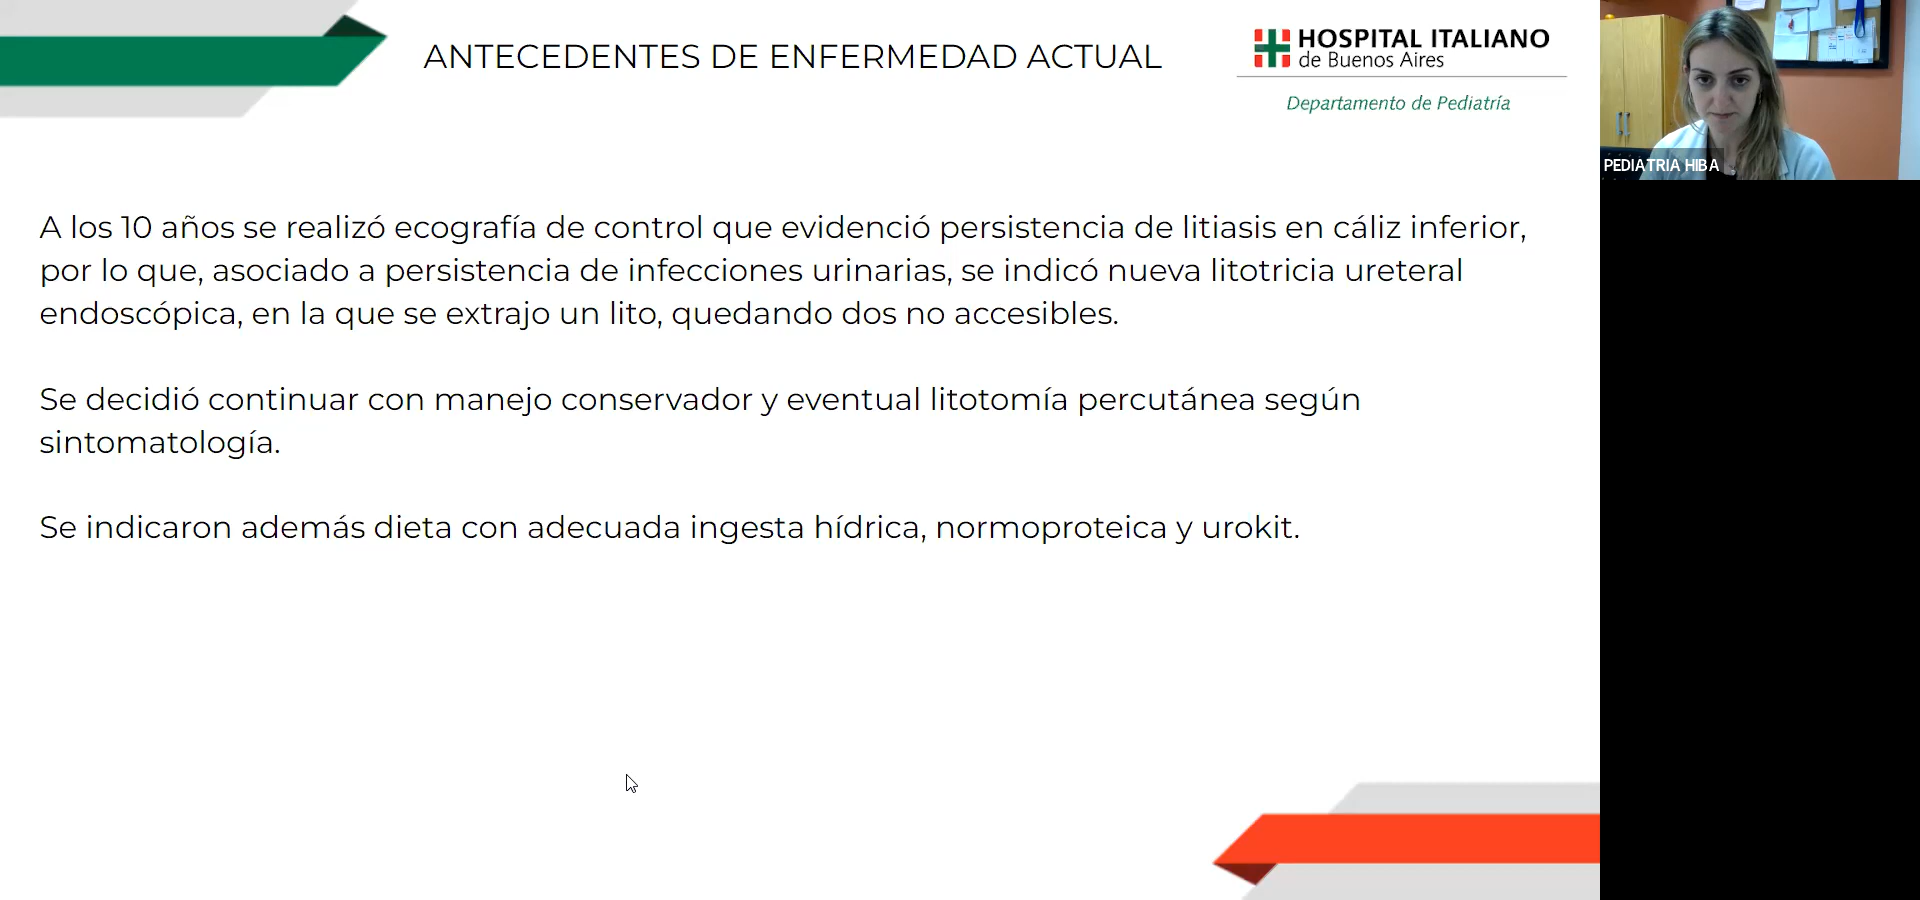 ANTECEDENTES DE ENFERMEDAD ACTUAL
HOSPITAL ITALIANO
de Buenos Aires
Departamento de Pediatría
PEDIATRIA HIBA
A los 10 años se realizó ecografía de control que evidenció persistencia de litiasis en cáliz inferior,
por lo que, asociado a persistencia de infecciones urinarias, se indicó nueva litotricia ureteral
endoscópica, en la que se extrajo un lito, quedando dos no accesibles.
Se decidió continuar con manejo conservador y eventual litotomía percutánea según
sintomatología.
Se indicaron además dieta con adecuada ingesta hídrica, normoproteica y urokit.